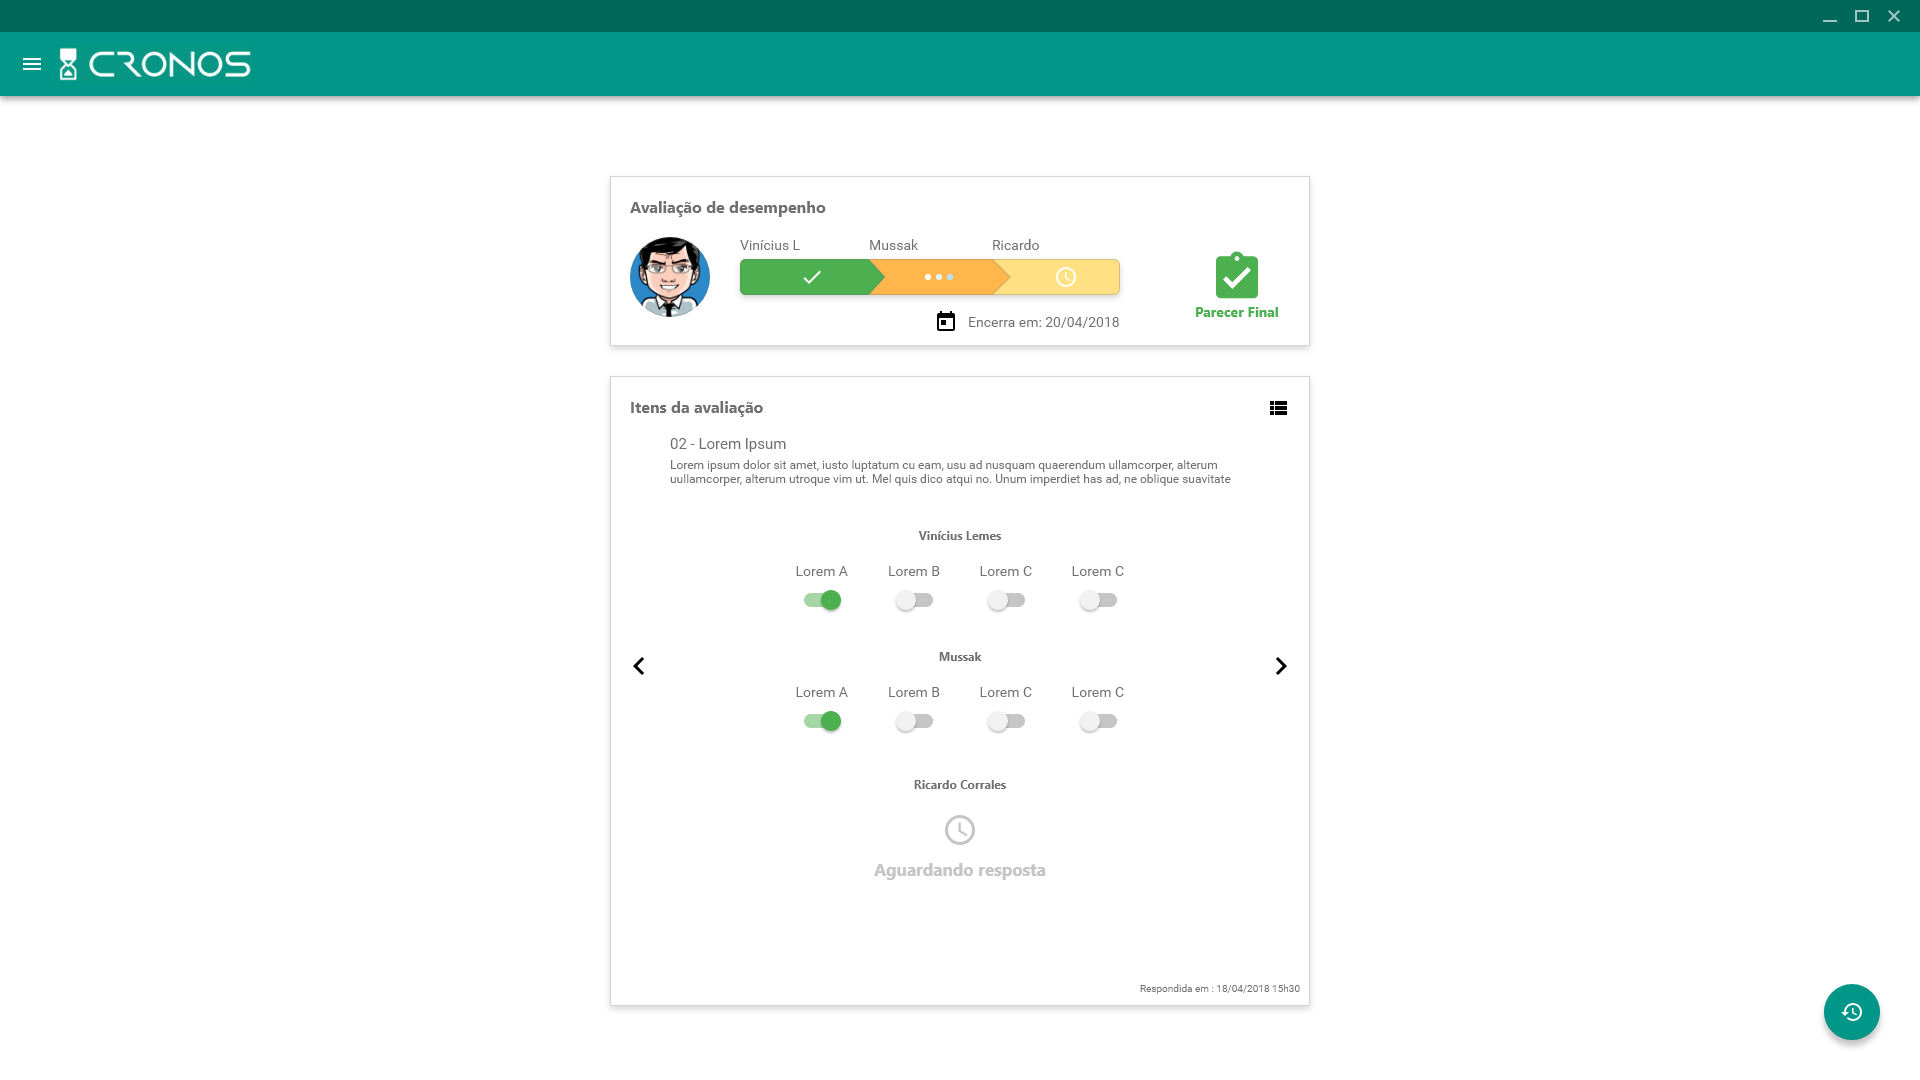 CRONOS
Avaliação de desempenho
Vinícius L Mussak Ricardo
Encerra em: 20/04/2018
Parecer Final
Itens da avaliação
02 - Lorem Ipsum
Lorem ipsum dolor sit amet, iusto luptatum cu eam, usu ad nusquam quaerendum ullamcorper, alterum
uullamcorper, alterum utroque vim ut. Mel quis dico atqui no. Unum imperdiet has ad, ne oblique suavitate
Vinícius Lemes
Lorem A Lorem B Lorem C Lorem C
Mussak
Lorem A Lorem B Lorem C Lorem C
Ricardo Corrales
Aguardando resposta
Respondida em : 18/04/2018 15h30